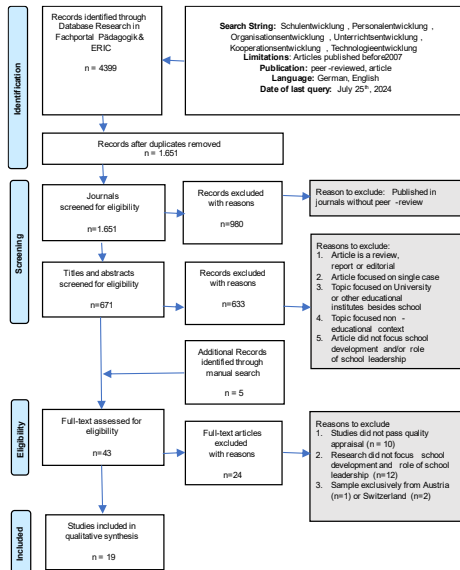 Identification
Records identified through
Database Research in
Fachportal Pädagogik &
ERIC
n = 4399
Search String: Schulentwicklung , Personalentwicklung ,
Organisationsentwicklung , Unterrichtsentwicklung ,
Kooperationsentwicklung , Technologieentwicklung
Limitations: Articles published before2007
Publication: peer -reviewed, article
Language: German, English
Date of last query: July 25th, 2024
Records after duplicates removed
n = 1.651
Screening
Journals
screened for eligibility
n=1.651
Records excluded
with reasons
n=980
Reason to exclude: Published in
journals without peer -review
Titles and abstracts
screened for eligibility
n=671
Records excluded
with reasons
n=633
Reasons to exclude:
1. Article is a review,
report or editorial
2. Article focused on single case
3. Topic focused on University
or other educational
institutes besides school
4. Topic focused non -
educational context
5. Article did not focus school
development and/or role
of school leadership
Additional Records
identified through
manual search
n = 5
Eligibility
Full-text assessed for
eligibility
n=43
Full-text articles
excluded
with reasons
n=24
Reasons to exclude
1. Studies did not pass quality
appraisal (n = 10)
2. Research did not focus school
development and role of school
leadership (n=12)
3. Sample exclusively from Austria
(n=1) or Switzerland (n=2)
Included
Studies included in
qualitative synthesis
n = 19